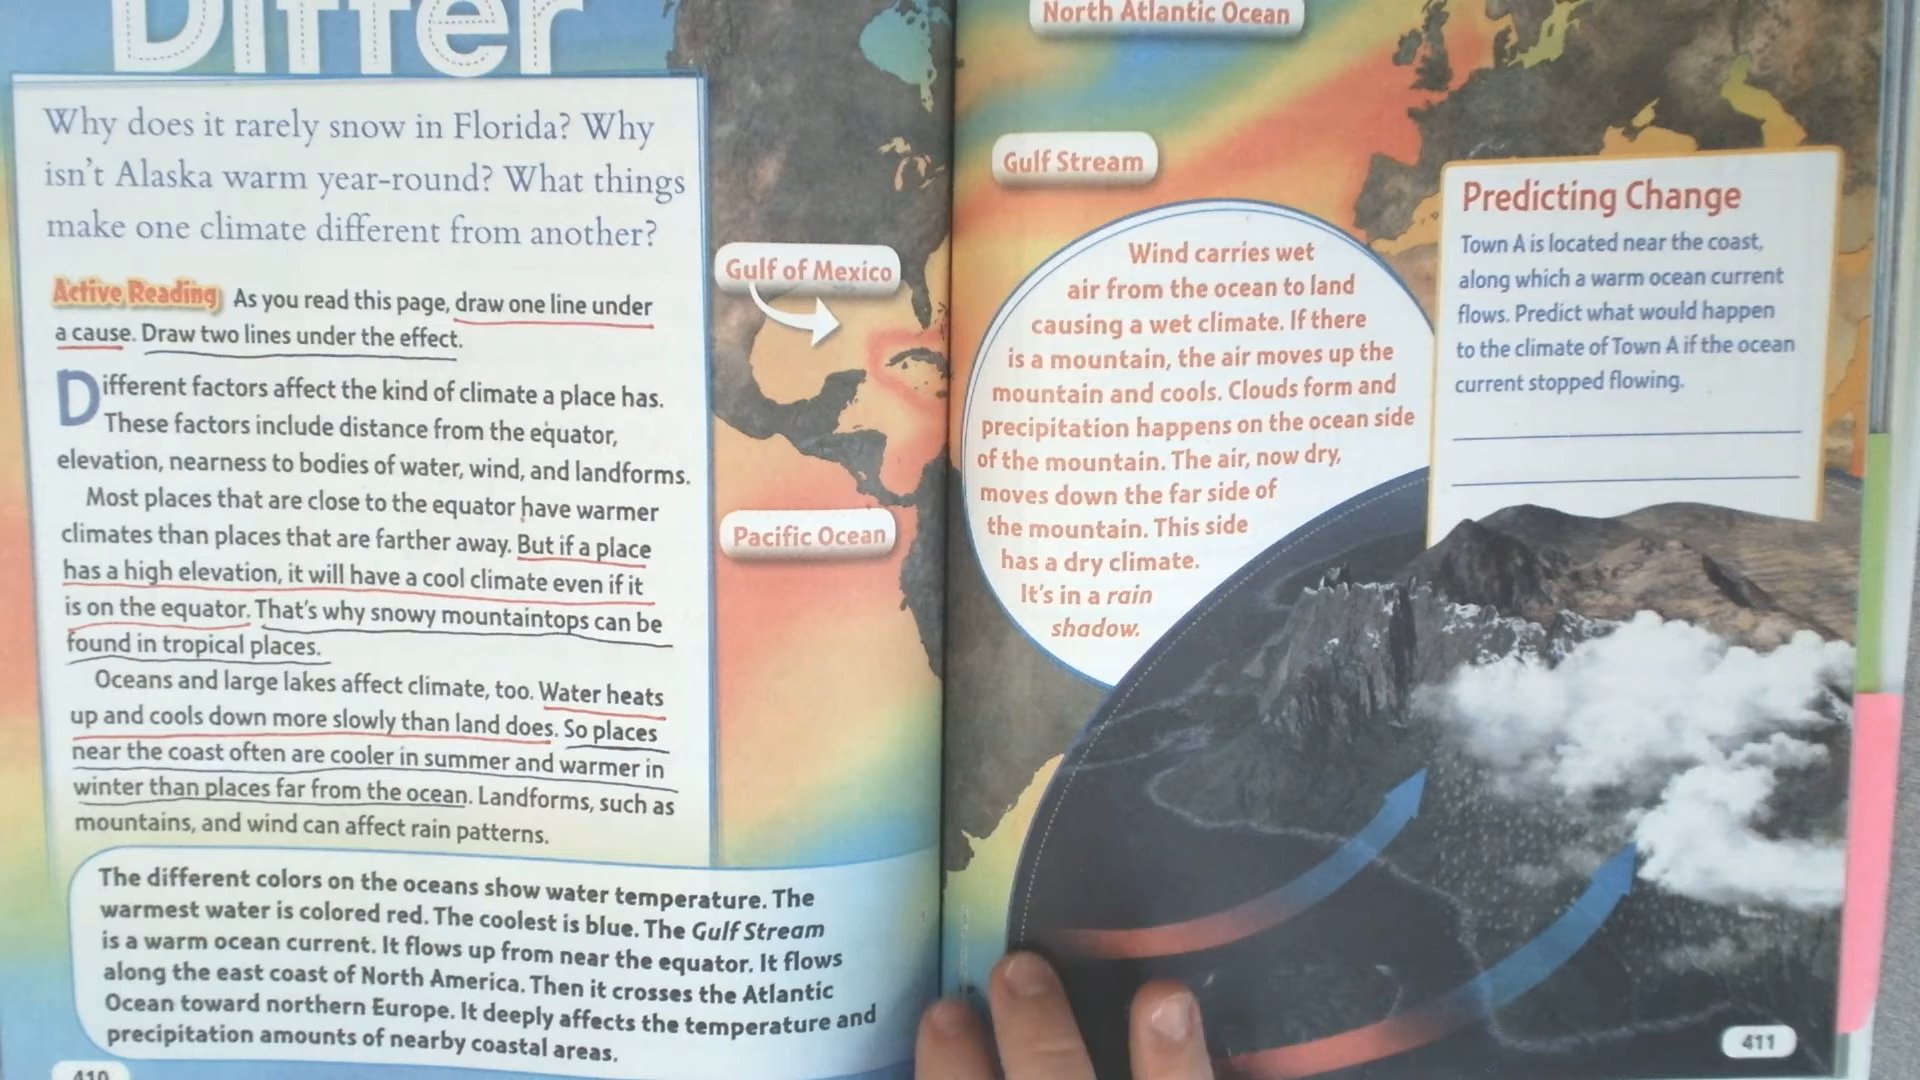 Differ
Why does it rarely snow in Florida? Why
isn't Alaska warm year-round? What things
make one climate different from another?
Active Reading As you read this page, draw one line under
a cause. Draw two lines under the effect.
Different factors affect the kind of climate a place has.
These factors include distance from the equator,
elevation, nearness to bodies of water, wind, and landforms.
Most places that are close to the equator have warmer
climates than places that are farther away. But if a place
has a high elevation, it will have a cool climate even if it
is on the equator. That's why snowy mountaintops can be
found in tropical places.
Oceans and large lakes affect climate, too. Water heats
up and cools down more slowly than land does. So places
near the coast often are cooler in summer and warmer in
winter than places far from the ocean. Landforms, such as
mountains, and wind can affect rain patterns.
The different colors on the oceans show water temperature. The
warmest water is colored red. The coolest is blue. The Gulf Stream
is a warm ocean current. It flows up from near the equator. It flows
along the east coast of North America. Then it crosses the Atlantic
Ocean toward northern Europe. It deeply affects the temperature and
precipitation amounts of nearby coastal areas.
410
Gulf of Mexico
Pacific Ocean
North Atlantic Ocean
Gulf Stream
Wind carries wet
air from the ocean to land
causing a wet climate. If there
is a mountain, the air moves up the
mountain and cools. Clouds form and
precipitation happens on the ocean side
of the mountain. The air, now dry,
moves down the far side of
the mountain. This side
has a dry climate.
It's in a rain
shadow.
Predicting Change
Town A is located near the coast,
along which a warm ocean current
flows. Predict what would happen
to the climate of Town A if the ocean
current stopped flowing.
411